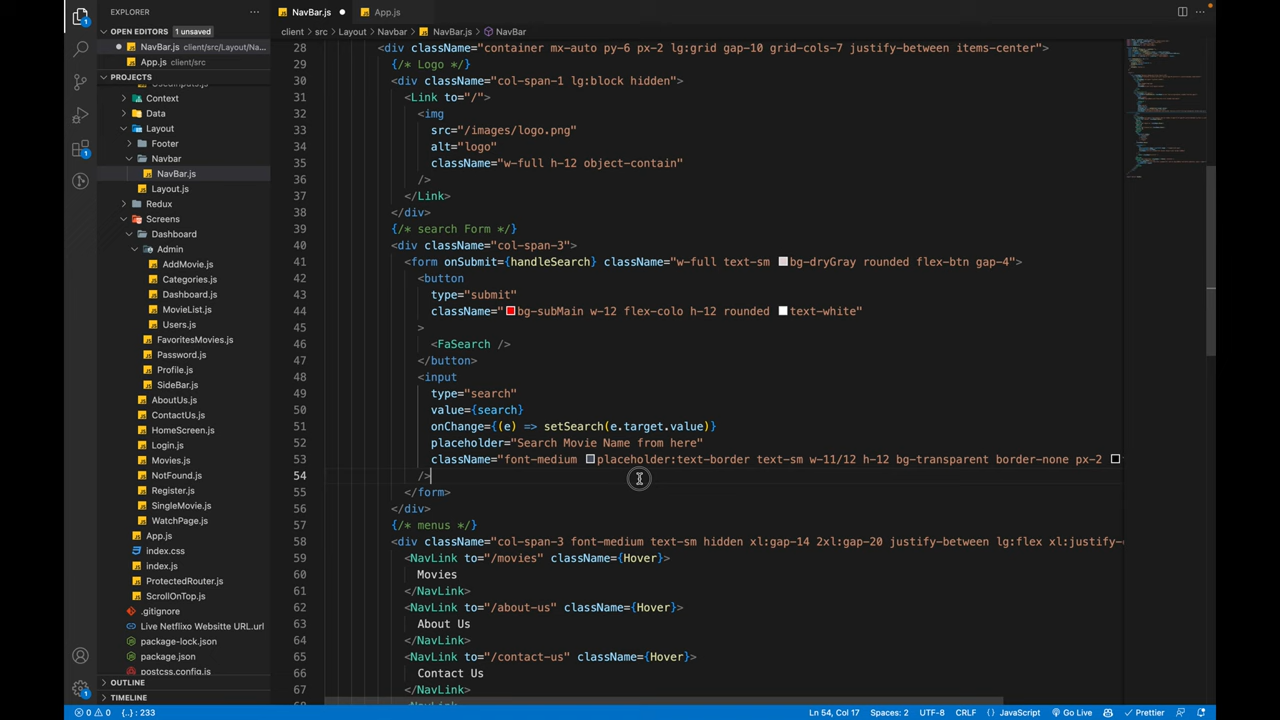 EXPLORER
NavBar.js
App.js
OPEN EDITORS
1 unsaved
client > src > Layout > Navbar > NavBar.js > NavBar
NavBar.js client/src/Layout/Na...
App.js client/src
PROJECTS
Context
Data
Layout
Footer
Navbar
NavBar.js
Layout.js
Redux
Screens
Dashboard
Admin
AddMovie.js
Categories.js
Dashboard.js
MovieList.js
Users.js
FavoritesMovies.js
Password.js
Profile.js
SideBar.js
AboutUs.js
ContactUs.js
HomeScreen.js
Login.js
Movies.js
NotFound.js
Register.js
SingleMovie.js
WatchPage.js
App.js
index.css
index.js
ProtectedRouter.js
ScrollOnTop.js
.gitignore
Live Netflixo Websitte URL.url
package-lock.json
package.json
postcss.config.js
OUTLINE
TIMELINE
28 <div className="container mx-auto py-6 px-2 lg:grid gap-10 grid-cols-7 justify-between items-center">
29 {/* Logo */}
30 <div className="col-span-1 lg:block hidden">
31 <Link to="/">
32 <img
33 src="/images/logo.png"
34 alt="logo"
35 className="w-full h-12 object-contain"
36 />
37 </Link>
38 </div>
39 {/* search Form */}
40 <div className="col-span-3">
41 <form onSubmit={handleSearch} className="w-full text-sm bg-dryGray rounded flex-btn gap-4">
42 <button
43 type="submit"
44 className="bg-subMain w-12 flex-colo h-12 rounded text-white"
45 >
46 <FaSearch />
47 </button>
48 <input
49 type="search"
50 value={search}
51 onChange={(e) => setSearch(e.target.value)}
52 placeholder="Search Movie Name from here"
53 className="font-medium placeholder:text-border text-sm w-11/12 h-12 bg-transparent border-none px-2
54 />
55 </form>
56 </div>
57 {/* menus */}
58 <div className="col-span-3 font-medium text-sm hidden xl:gap-14 2xl:gap-20 justify-between lg:flex xl:justify-
59 <NavLink to="/movies" className={Hover}>
60 Movies
61 </NavLink>
62 <NavLink to="/about-us" className={Hover}>
63 About Us
64 </NavLink>
65 <NavLink to="/contact-us" className={Hover}>
66 Contact Us
67 </NavLink>
0 0 {..} : 233 Ln 54, Col 17 Spaces: 2 UTF-8 CRLF {} JavaScript Go Live Prettier